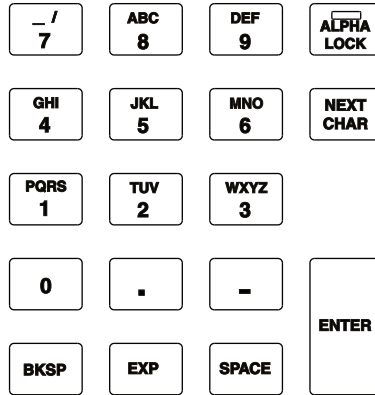 _ / ABC DEF ALPHA
7 8 9 LOCK
GHI JKL MNO NEXT
4 5 6 CHAR
PQRS TUV WXYZ
1 2 3
0 . -
ENTER
BKSP EXP SPACE